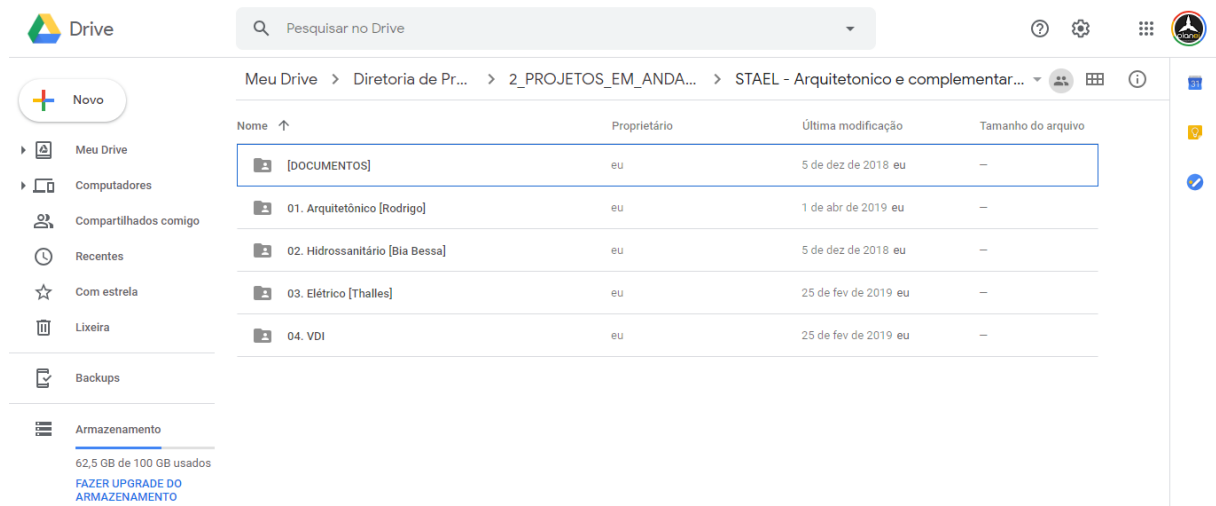 Drive
Pesquisar no Drive
plano
Meu Drive > Diretoria de Pr... > 2_PROJETOS_EM_ANDA... > STAEL - Arquitetonico e complementar...
31
Novo
Meu Drive
Computadores
Compartilhados comigo
Recentes
Com estrela
Lixeira
Backups
Armazenamento
62,5 GB de 100 GB usados
FAZER UPGRADE DO
ARMAZENAMENTO
Nome Proprietário Última modificação Tamanho do arquivo
[DOCUMENTOS] eu 5 de dez de 2018 eu —
01. Arquitetônico [Rodrigo] eu 1 de abr de 2019 eu —
02. Hidrossanitário [Bia Bessa] eu 5 de dez de 2018 eu —
03. Elétrico [Thalles] eu 25 de fev de 2019 eu —
04. VDI eu 25 de fev de 2019 eu —